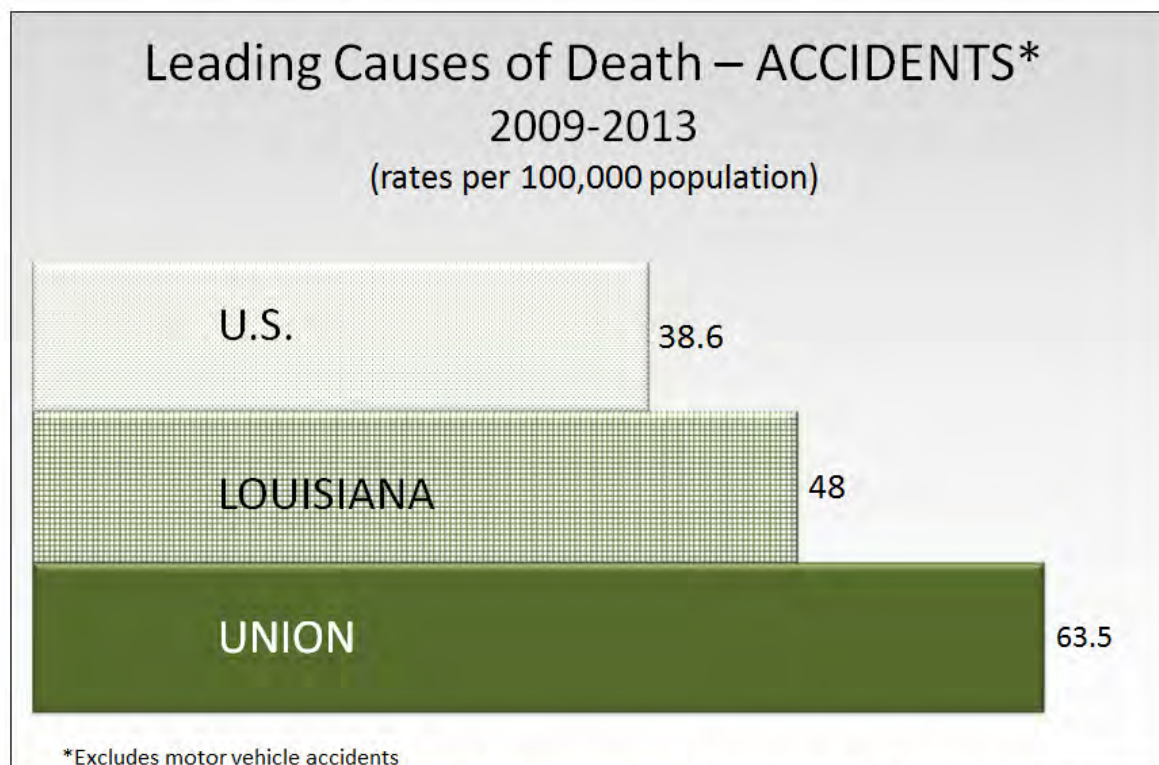 Leading Causes of Death – ACCIDENTS*
2009-2013
(rates per 100,000 population)
U.S.
38.6
LOUISIANA
48
UNION
63.5
*Excludes motor vehicle accidents